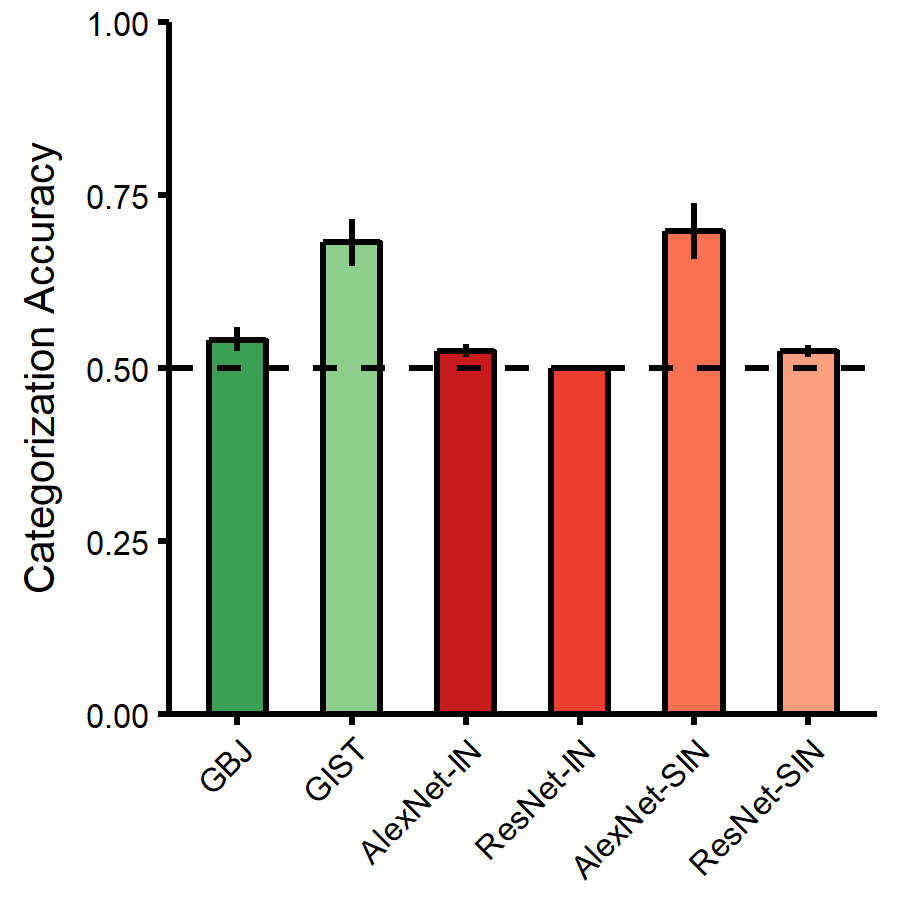 Categorization Accuracy
1.00
0.75
0.50
0.25
0.00
GBJ
GIST
AlexNet-IN
ResNet-IN
AlexNet-SIN
ResNet-SIN